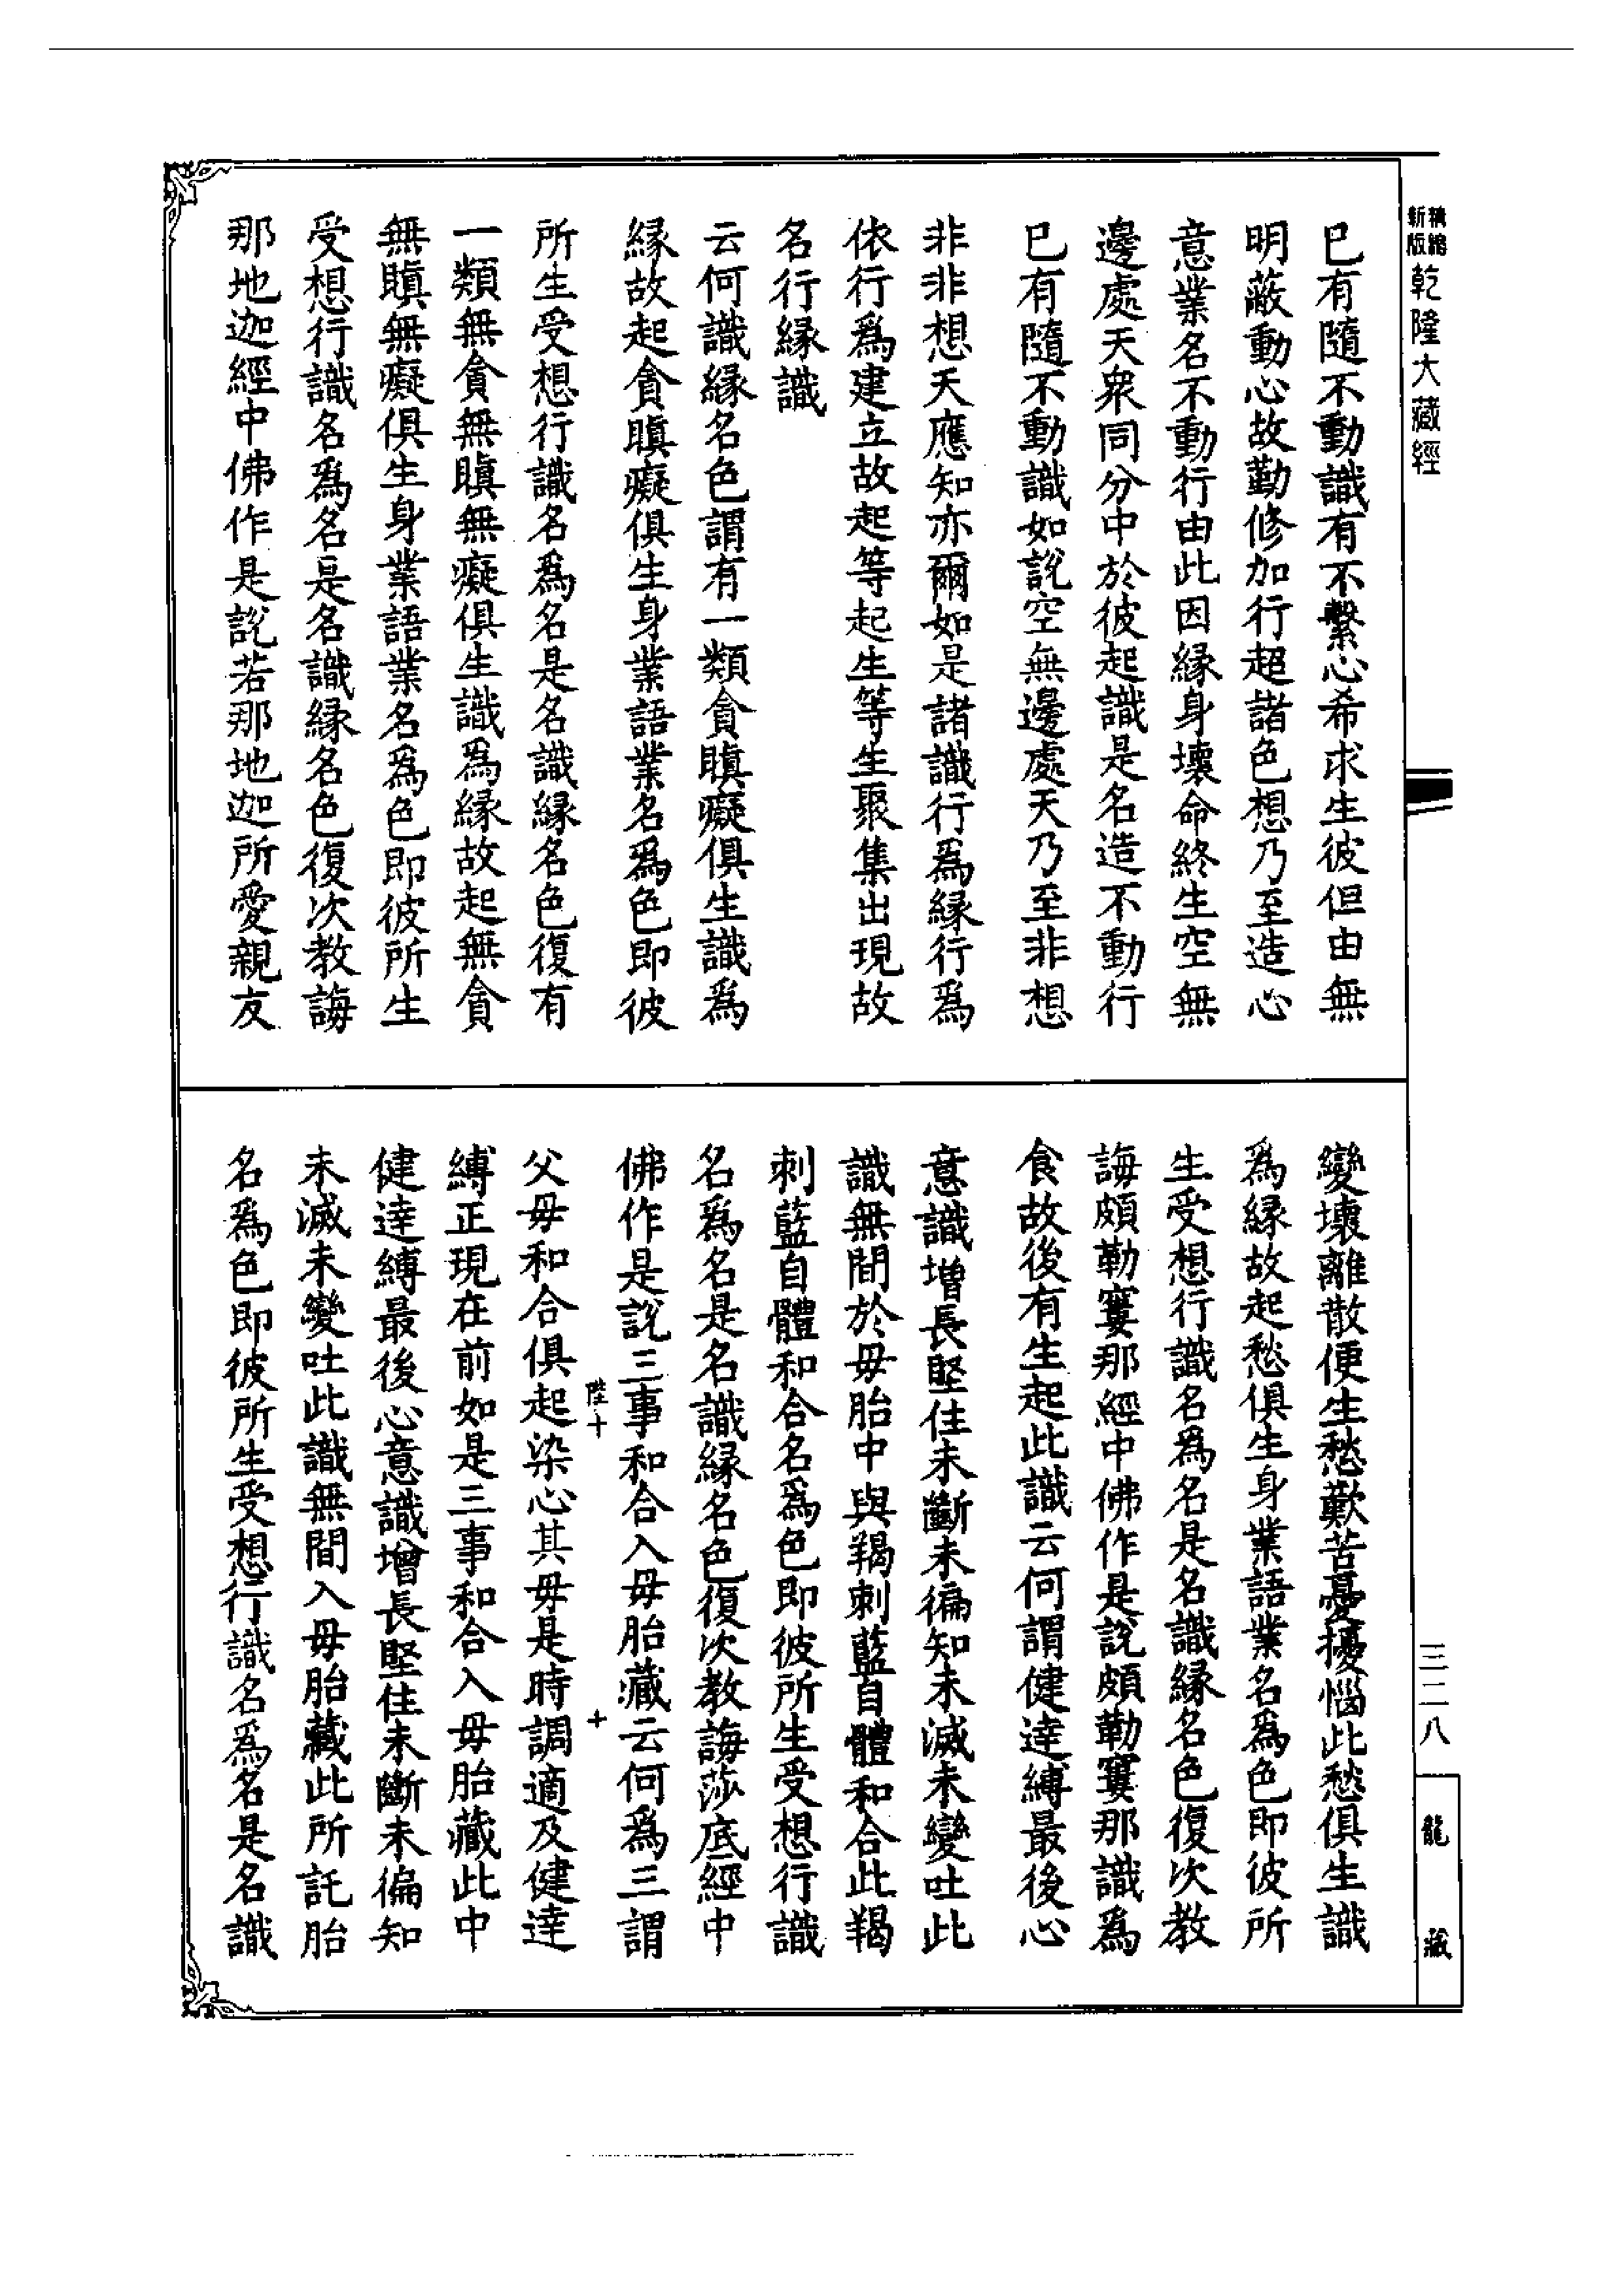 新版精縮乾隆大藏經
已有隨不動識有不繫心希求生彼但由無
明蔽動心故勤修加行超諸色想乃至造心
意業名不動行由此因緣身壞命終生空無
邊處天衆同分中於彼起識是名造不動行
已有隨不動識如說空無邊處天乃至非想
非非想天應知亦爾如是諸識行爲緣行爲
依行爲建立故起等起生等生聚集出現故
名行緣識
云何識緣名色謂有一類貪瞋癡俱生識爲
緣故起貪瞋癡俱生身業語業名爲色即彼
所生受想行識名爲名是名識緣名色復有
一類無貪無瞋無癡俱生識爲緣故起無貪
無瞋無癡俱生身業語業名爲色即彼所生
受想行識名爲名是名識緣名色復次教誨
那地迦經中佛作是說若那地迦所愛親友
變壞離散便生愁歎苦憂擾惱此愁俱生識
爲緣故起愁俱生身業語業名爲色即彼所
生受想行識名爲名是名識緣名色復次教
誨頗勒窶那經中佛作是說頗勒窶那識爲
食故後有生起此識云何謂健達縛最後心
意識增長堅住未斷未徧知未滅未變吐此
識無間於毋胎中與羯刺藍自體和合此羯
刺藍自體和合名爲色即彼所生受想行識
名爲名是名識緣名色復次教誨莎底經中
佛作是說三事和合入毋胎藏云何爲三謂
陛十 十
父毋和合俱起染心其毋是時調適及健達
縛正現在前如是三事和合入毋胎藏此中
健達縛最後心意識增長堅住未斷未徧知
未滅未變吐此識無間入毋胎藏此所託胎
名爲色即彼所生受想行識名爲名是名識
三二八
龍藏